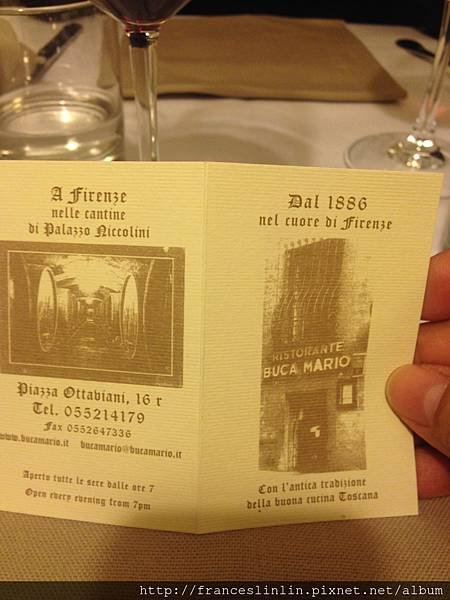 A Firenze
nelle cantine
di Palazzo Niccolini
Piazza Ottaviani, 16 r
Tel. 055214179
Fax 0552647336
www.bucamario.it bucamario@bucamario.it
Aperto tutte le sere dalle ore 7
Open every evening from 7pm
Dal 1886
nel cuore di Firenze
RISTORANTE
BUCA MARIO
Con l'antica tradizione
della buona cucina Toscana
http://franceslinlin.pixnet.net/album